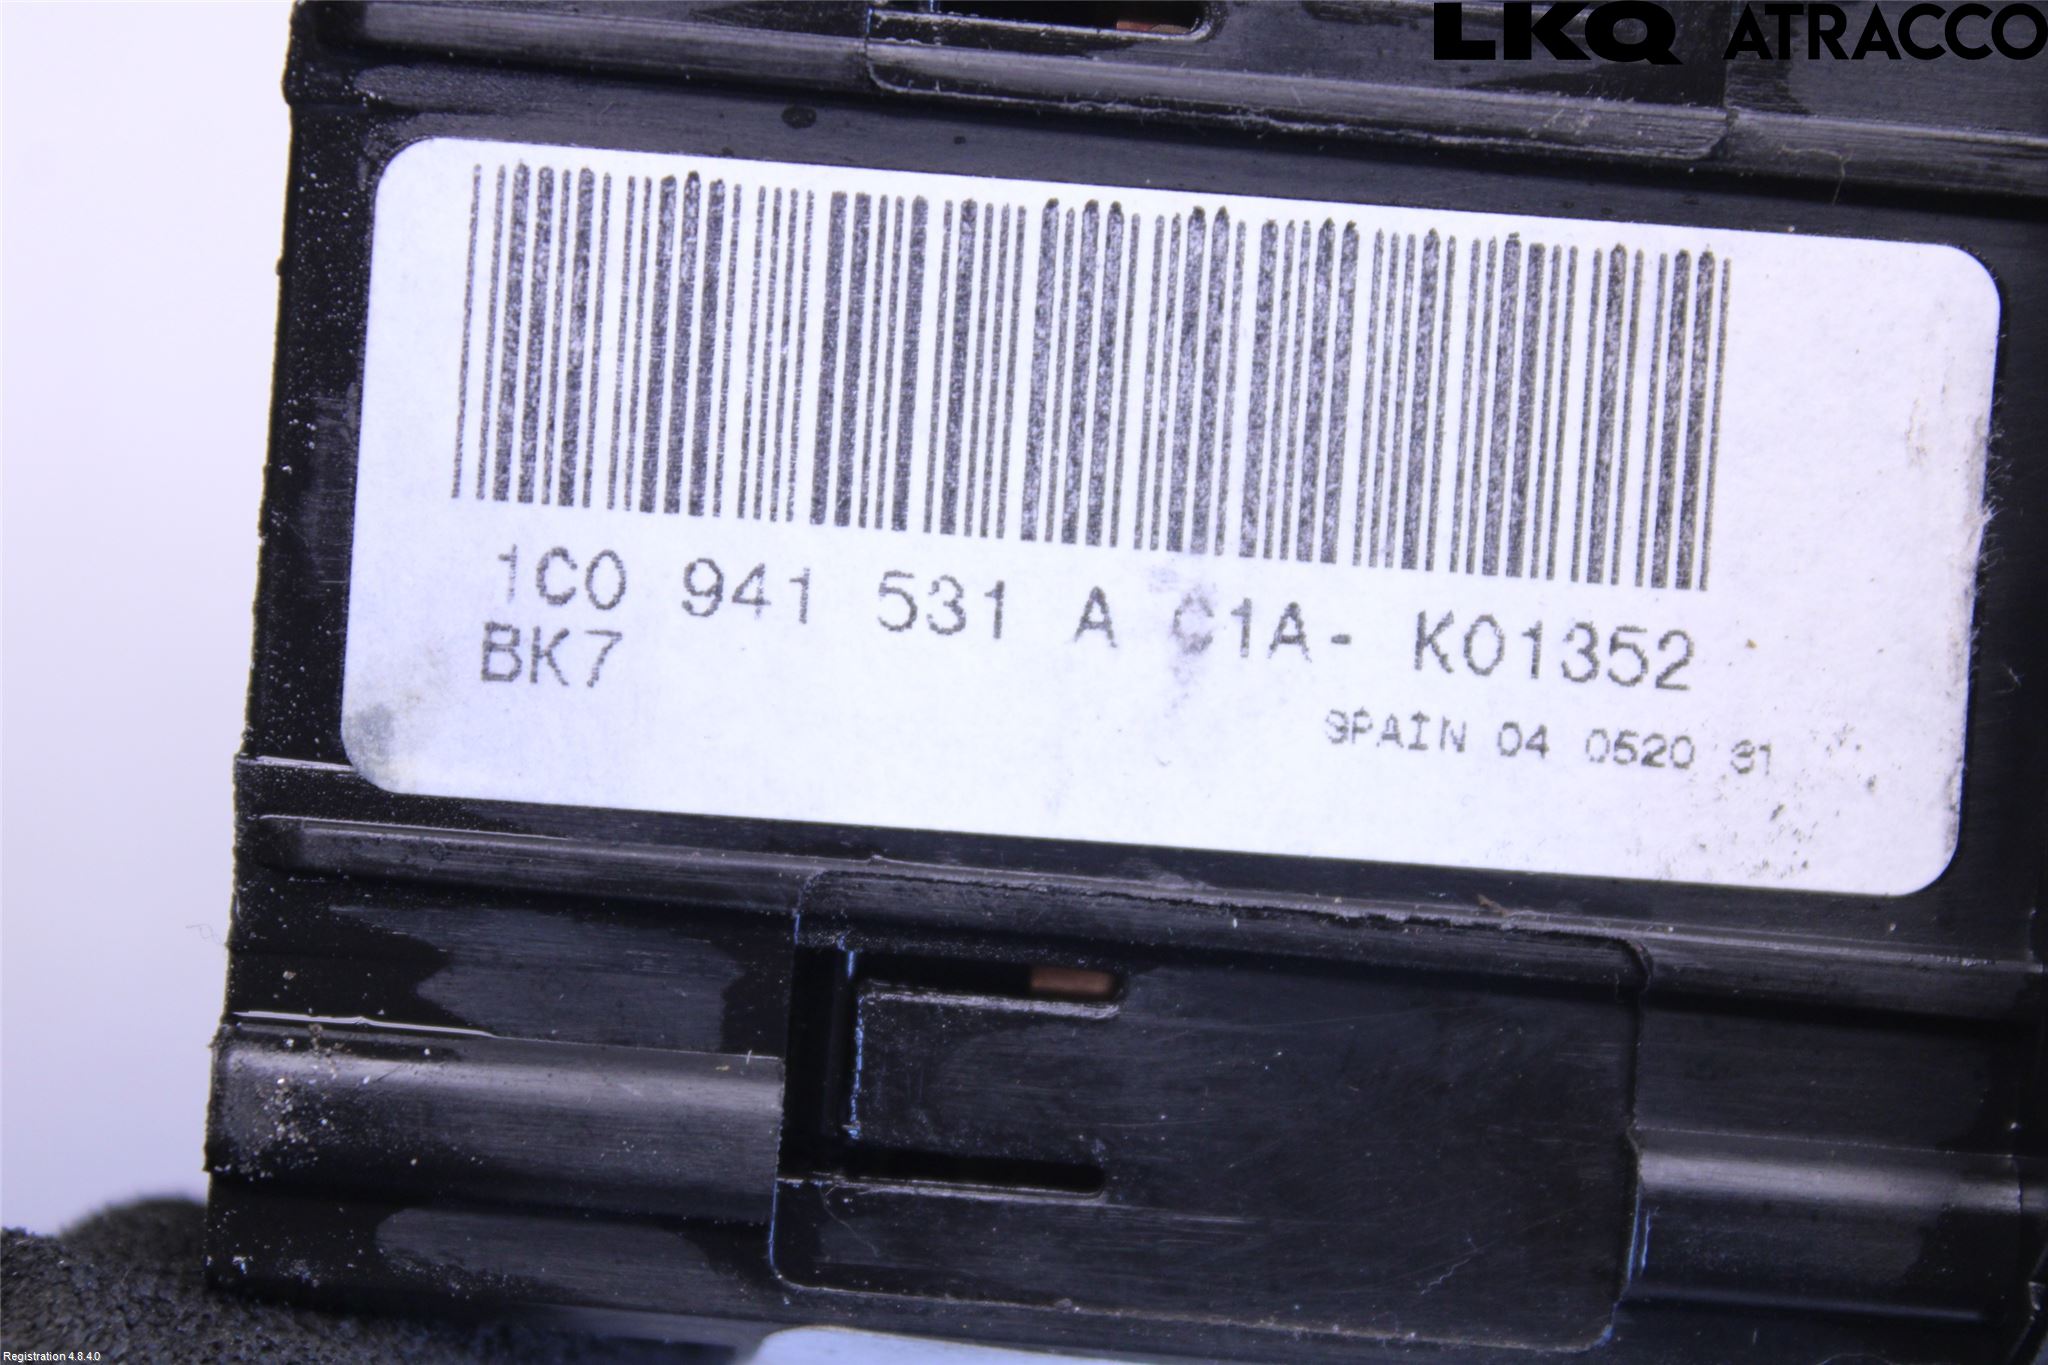 LKQ ATRACCO
1C0 941 531 A C1A- K01352
BK7
SPAIN 04 0520 31
Registration 4.8.4.0